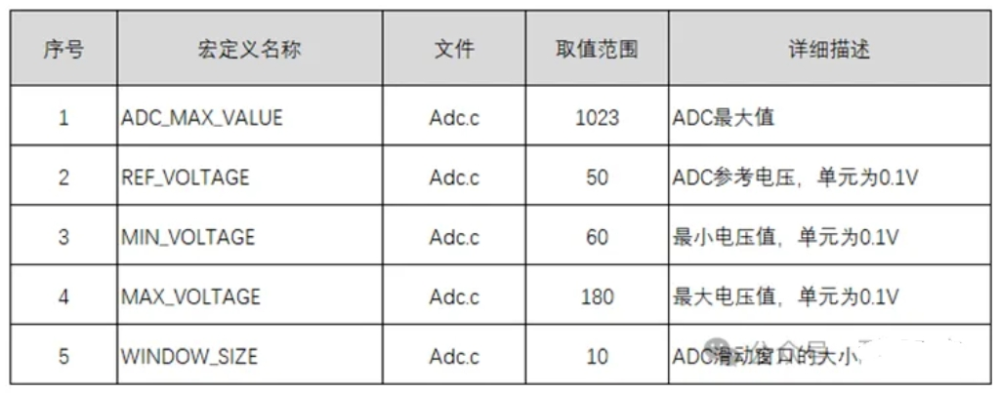 序号 宏定义名称 文件 取值范围 详细描述
1 ADC_MAX_VALUE Adc.c 1023 ADC最大值
2 REF_VOLTAGE Adc.c 50 ADC参考电压，单元为0.1V
3 MIN_VOLTAGE Adc.c 60 最小电压值，单元为0.1V
4 MAX_VOLTAGE Adc.c 180 最大电压值，单元为0.1V
5 WINDOW_SIZE Adc.c 10 ADC滑动窗口的大小
公众号